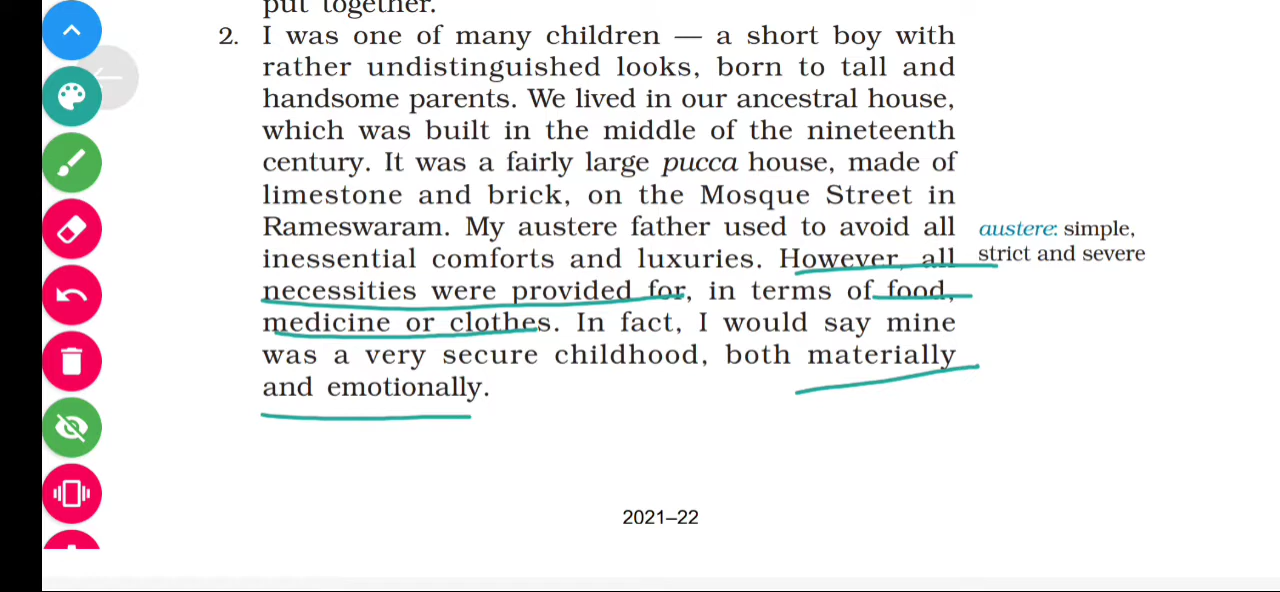 put together.
2. I was one of many children — a short boy with
rather undistinguished looks, born to tall and
handsome parents. We lived in our ancestral house,
which was built in the middle of the nineteenth
century. It was a fairly large pucca house, made of
limestone and brick, on the Mosque Street in
Rameswaram. My austere father used to avoid all
inessential comforts and luxuries. However, all
necessities were provided for, in terms of food,
medicine or clothes. In fact, I would say mine
was a very secure childhood, both materially
and emotionally.
austere: simple,
strict and severe
2021–22